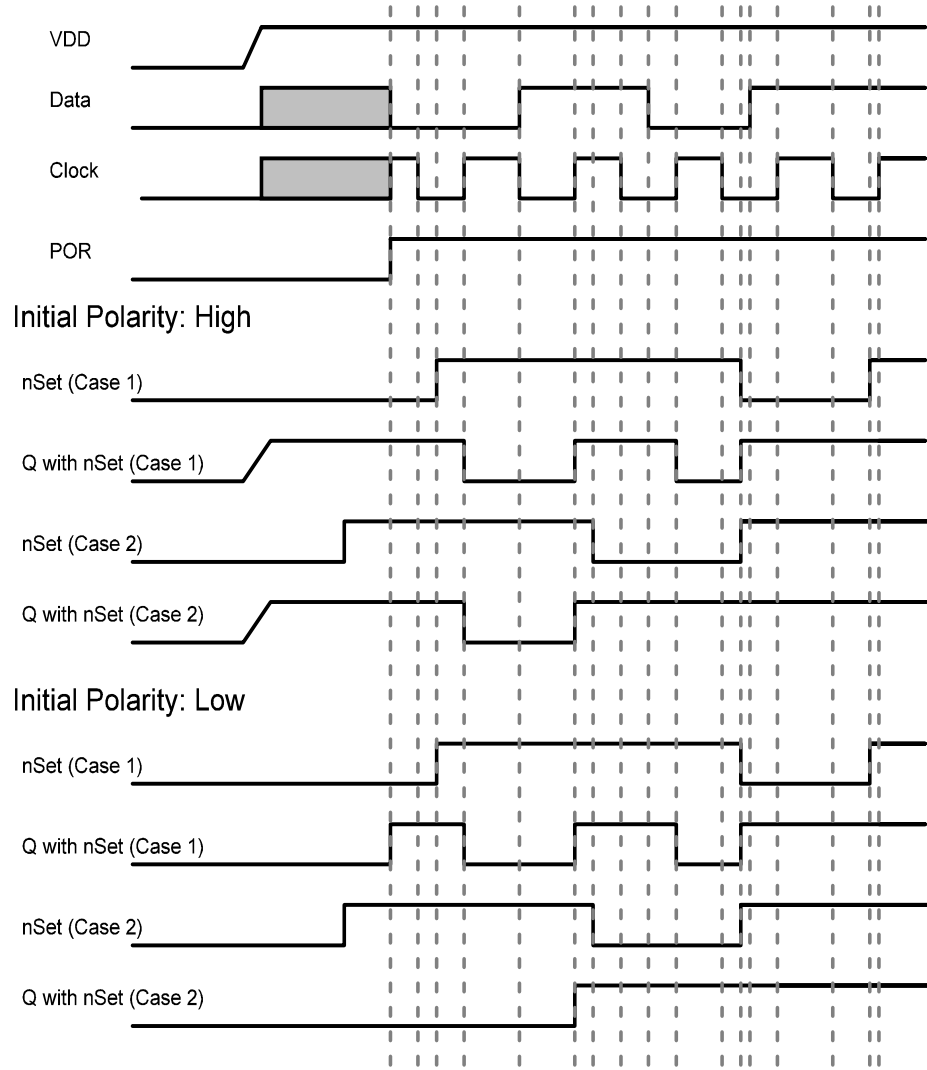 VDD
Data
Clock
POR
Initial Polarity: High
nSet (Case 1)
Q with nSet (Case 1)
nSet (Case 2)
Q with nSet (Case 2)
Initial Polarity: Low
nSet (Case 1)
Q with nSet (Case 1)
nSet (Case 2)
Q with nSet (Case 2)